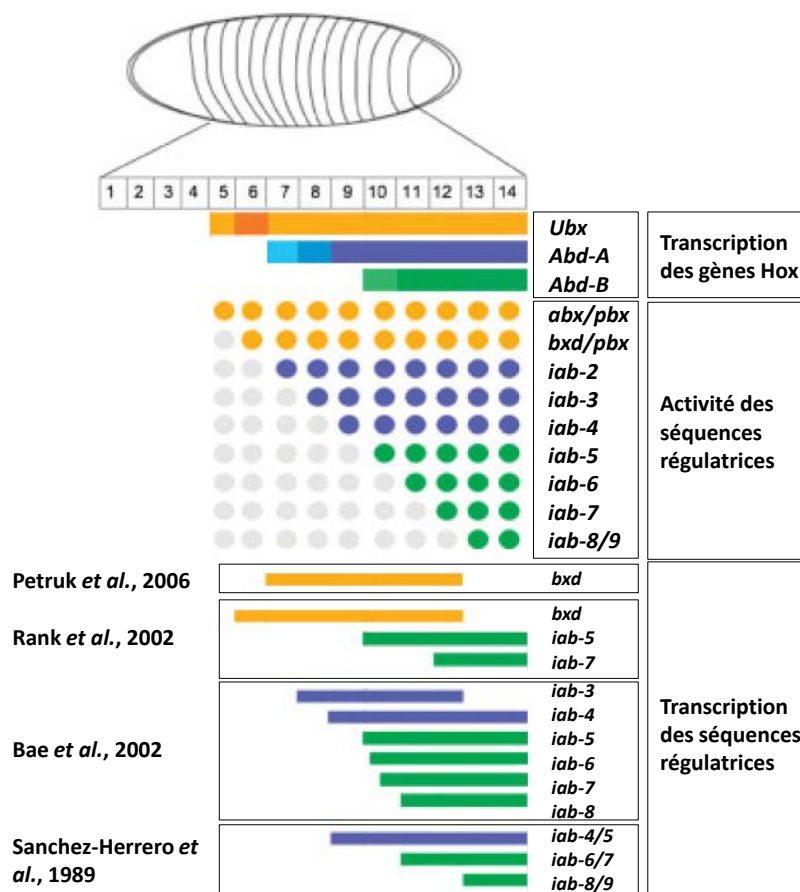 1 2 3 4 5 6 7 8 9 10 11 12 13 14
Ubx
Abd-A
Abd-B
Transcription
des gènes Hox
abx/pbx
bxd/pbx
iab-2
iab-3
iab-4
iab-5
iab-6
iab-7
iab-8/9
Activité des
séquences
régulatrices
Petruk et al., 2006
bxd
Rank et al., 2002
bxd
iab-5
iab-7
Bae et al., 2002
iab-3
iab-4
iab-5
iab-6
iab-7
iab-8
Sanchez-Herrero et
al., 1989
iab-4/5
iab-6/7
iab-8/9
Transcription
des séquences
régulatrices